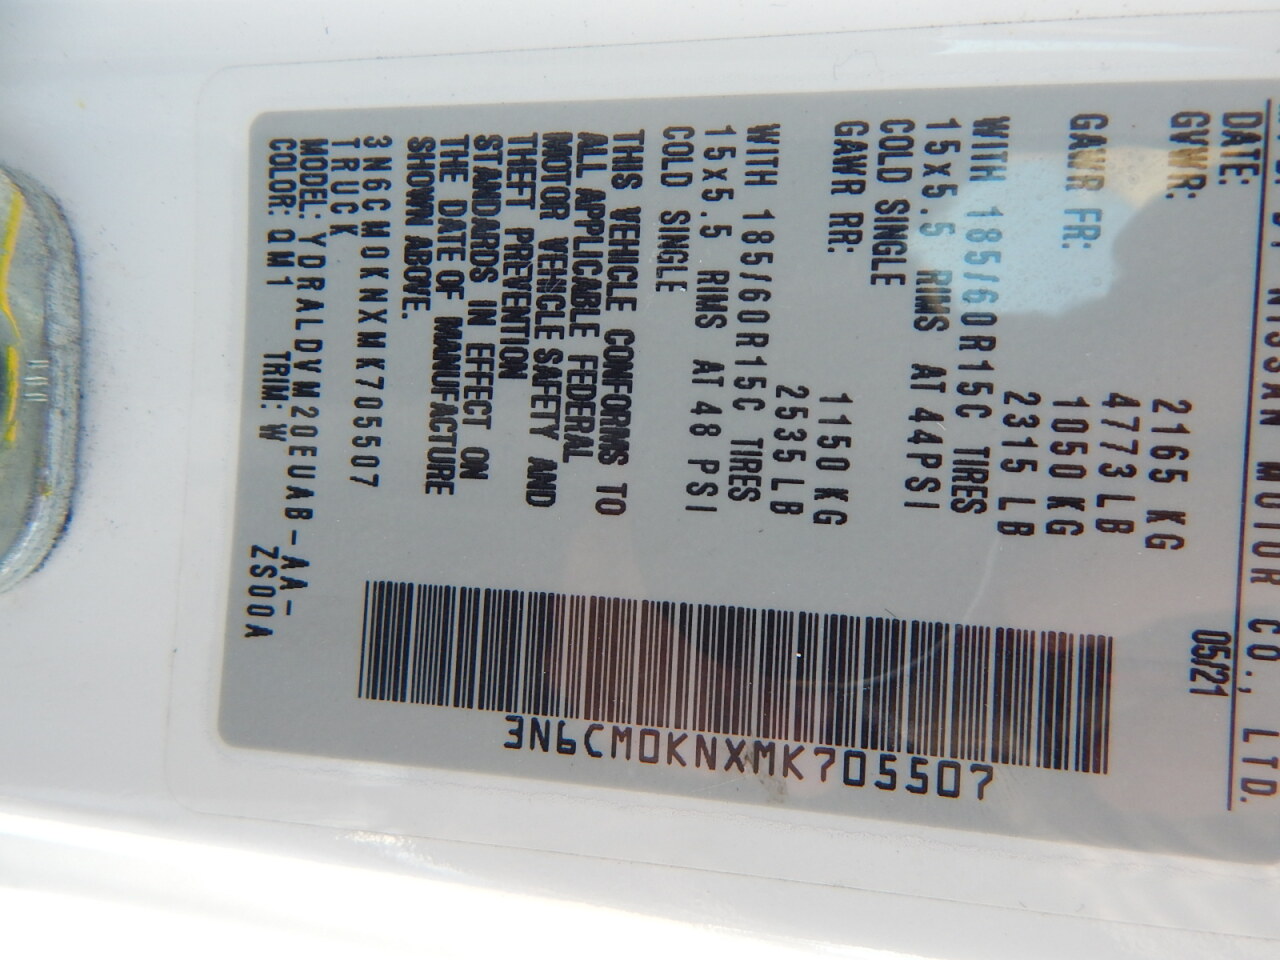 NISSAN MOTOR CO., LTD.
DATE: 05/21
GVWR: 2165 KG
4773 LB
GAWR FR: 1050 KG
2315 LB
WITH 185/60R15C TIRES
15x5.5 RIMS AT 44PSI
COLD SINGLE
GAWR RR: 1150 KG
2535 LB
WITH 185/60R15C TIRES
15x5.5 RIMS AT 48 PSI
COLD SINGLE
THIS VEHICLE CONFORMS TO
ALL APPLICABLE FEDERAL
MOTOR VEHICLE SAFETY AND
THEFT PREVENTION
STANDARDS IN EFFECT ON
THE DATE OF MANUFACTURE
SHOWN ABOVE.
3N6CM0KNXMK705507
TRUCK
MODEL: YDRALDVM20EUAB-AA-
COLOR: QM1 TRIM: W ZS00A
3N6CM0KNXMK705507